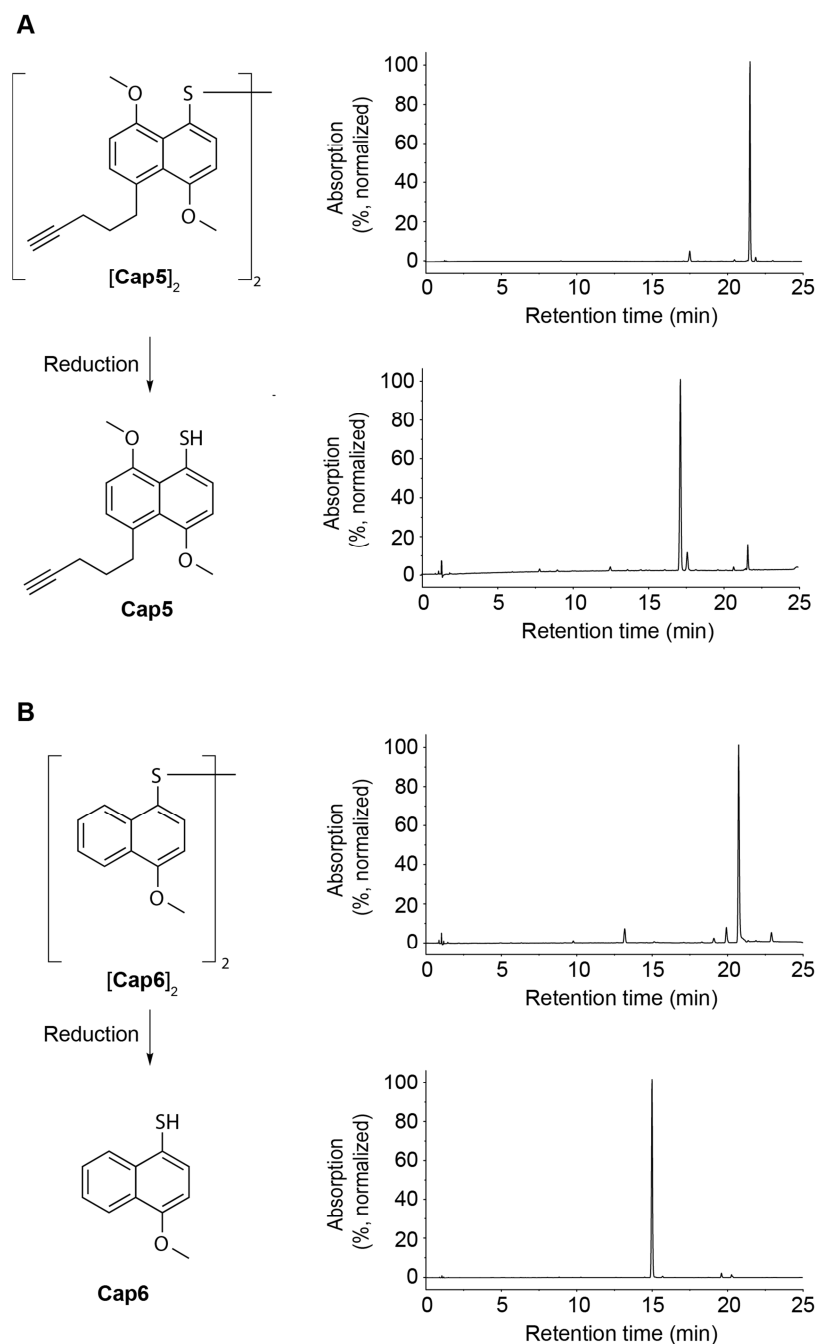 A
O
S
O
2
[Cap5]2
Reduction
O
SH
O
Cap5
Absorption
(%, normalized)
100
80
60
40
20
0
0 5 10 15 20 25
Retention time (min)
Absorption
(%, normalized)
100
80
60
40
20
0
0 5 10 15 20 25
Retention time (min)
B
S
O
2
[Cap6]2
Reduction
SH
O
Cap6
Absorption
(%, normalized)
100
80
60
40
20
0
0 5 10 15 20 25
Retention time (min)
Absorption
(%, normalized)
100
80
60
40
20
0
0 5 10 15 20 25
Retention time (min)